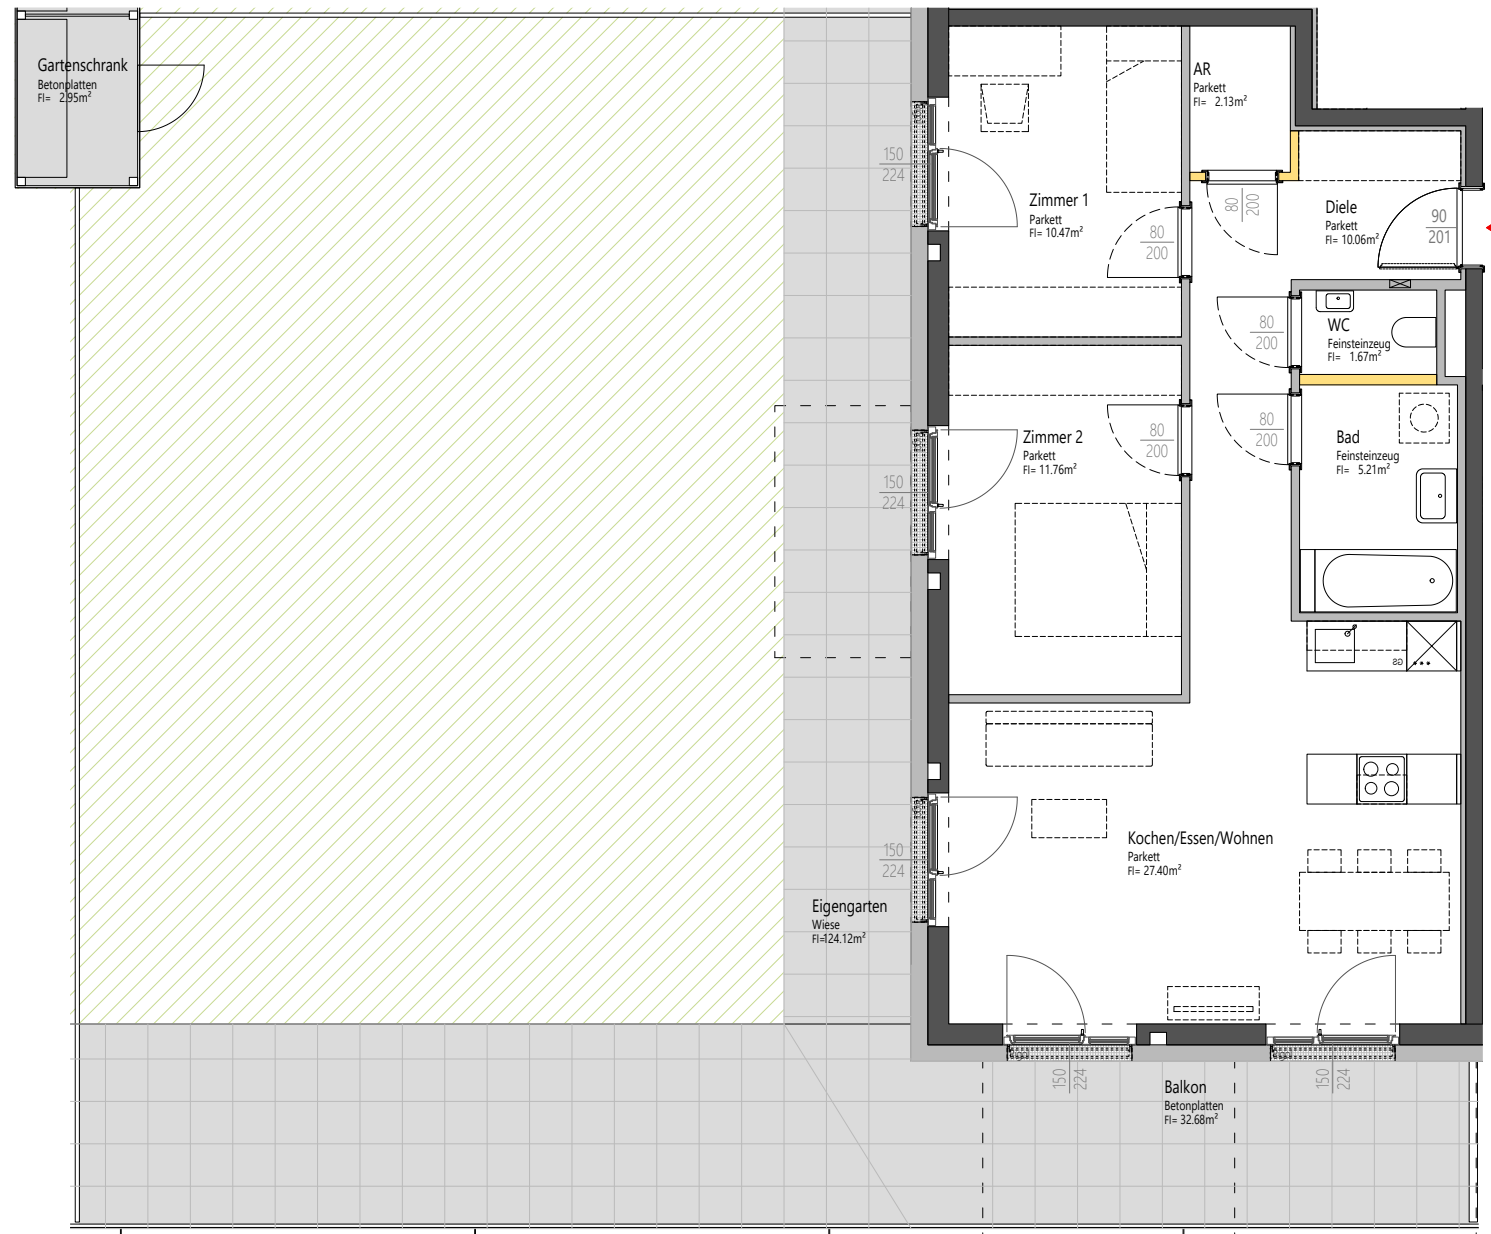 Gartenschrank
Betonplatten
Fl= 2.95m²
AR
Parkett
Fl= 2.13m²
150
224
Zimmer 1
Parkett
Fl= 10.47m²
80
200
80
200
Diele
Parkett
Fl= 10.06m²
90
201
80
200
WC
Feinsteinzeug
Fl= 1.67m²
150
224
Zimmer 2
Parkett
Fl= 11.76m²
80
200
80
200
Bad
Feinsteinzeug
Fl= 5.21m²
GS
150
224
Kochen/Essen/Wohnen
Parkett
Fl= 27.40m²
Eigengarten
Wiese
Fl=124.12m²
150
224
150
224
Balkon
Betonplatten
Fl= 32.68m²